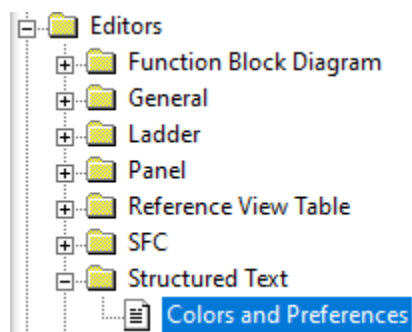 Editors
Function Block Diagram
General
Ladder
Panel
Reference View Table
SFC
Structured Text
Colors and Preferences